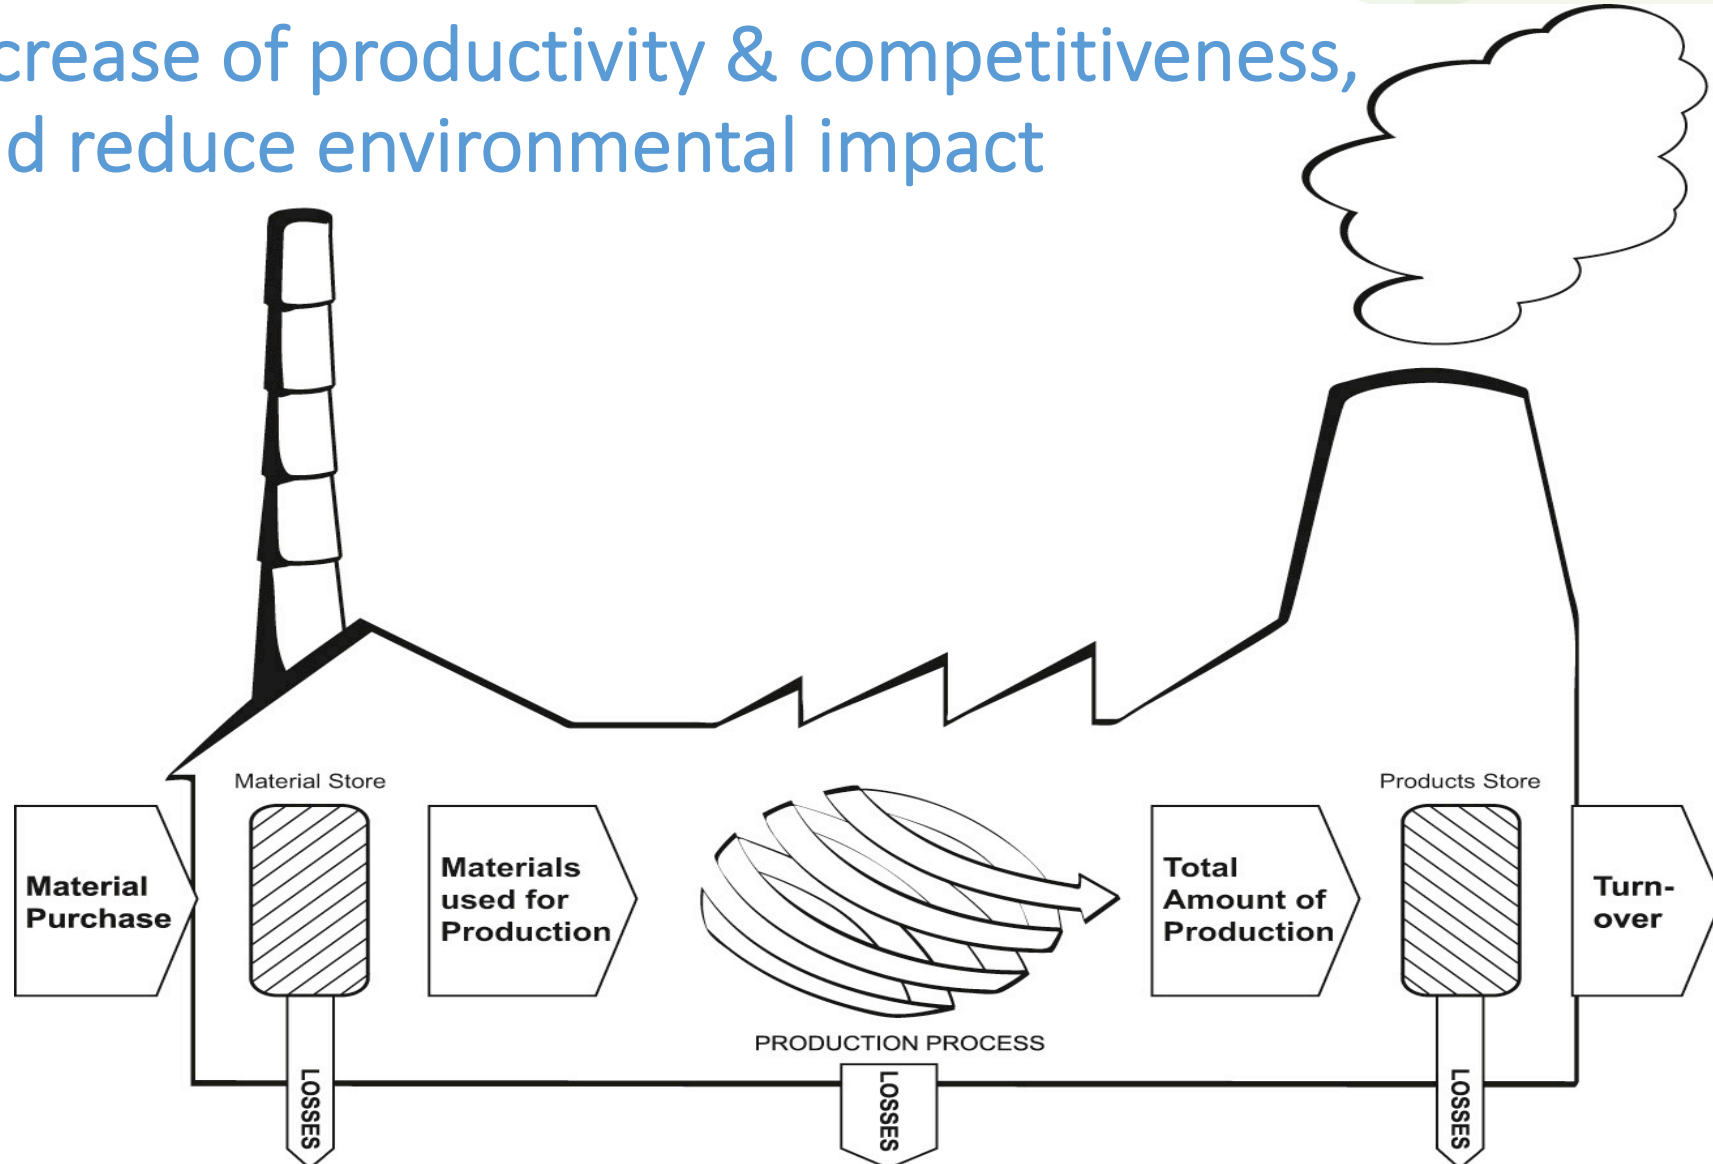 crease of productivity & competitiveness,
d reduce environmental impact
Material Store
Products Store
Material
Purchase
Materials
used for
Production
Total
Amount of
Production
Turn-
over
PRODUCTION PROCESS
LOSSES
LOSSES
LOSSES